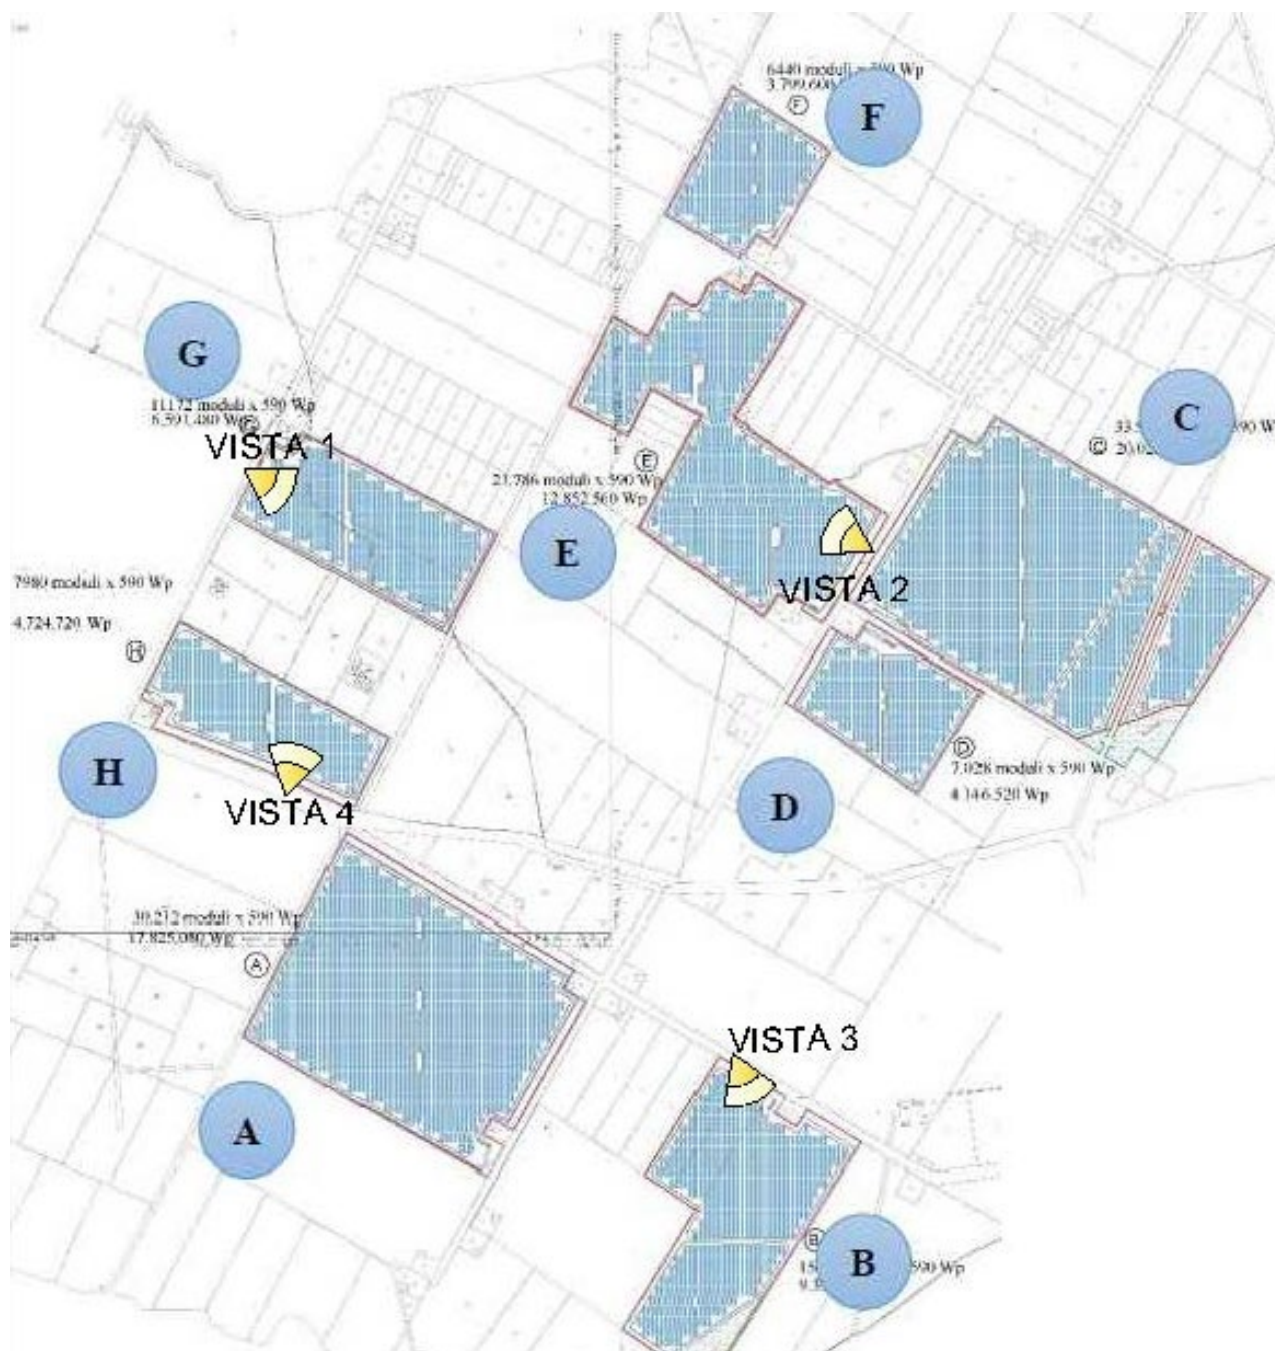 6440 moduli x 590 Wp
3.799.600
F
F
G
11172 moduli x 590 Wp
6.591.480 Wp
VISTA 1
C
C
590 Wp
E
21.786 moduli x 590 Wp
12.852.560 Wp
E
VISTA 2
7980 moduli x 590 Wp
4.724.720 Wp
H
H
VISTA 4
D
7.028 moduli x 590 Wp
4.146.520 Wp
D
30.212 moduli x 590 Wp
17.825.080 Wp
A
A
VISTA 3
B
B
590 Wp